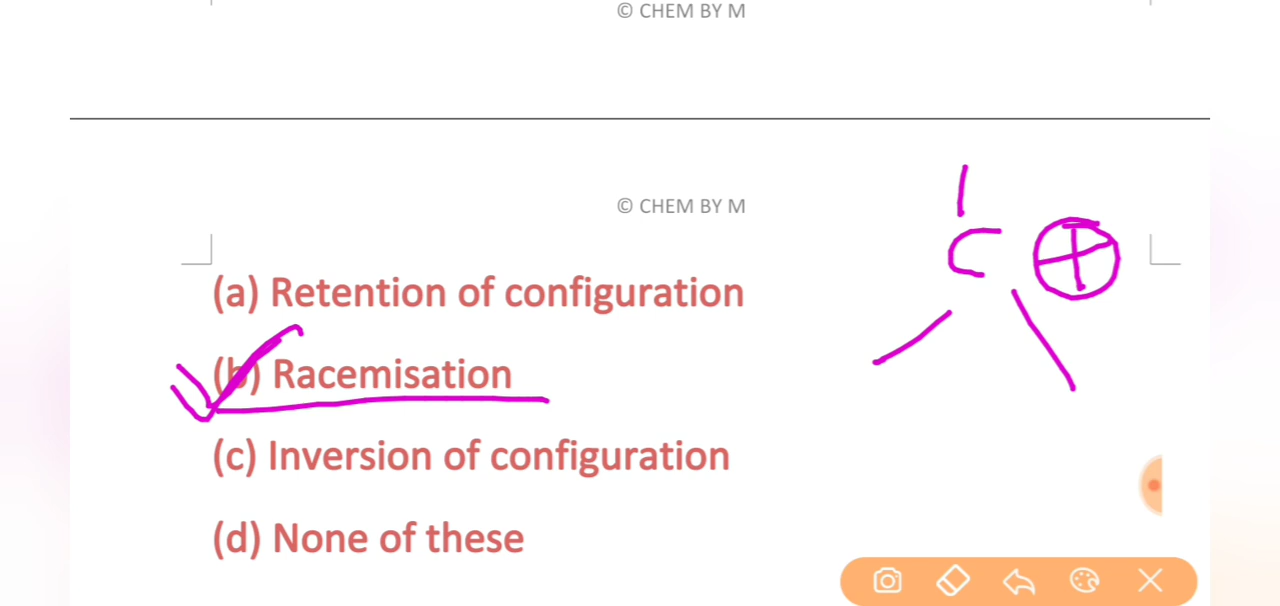 © CHEM BY M
© CHEM BY M
C
(a) Retention of configuration
(b) Racemisation
(c) Inversion of configuration
(d) None of these